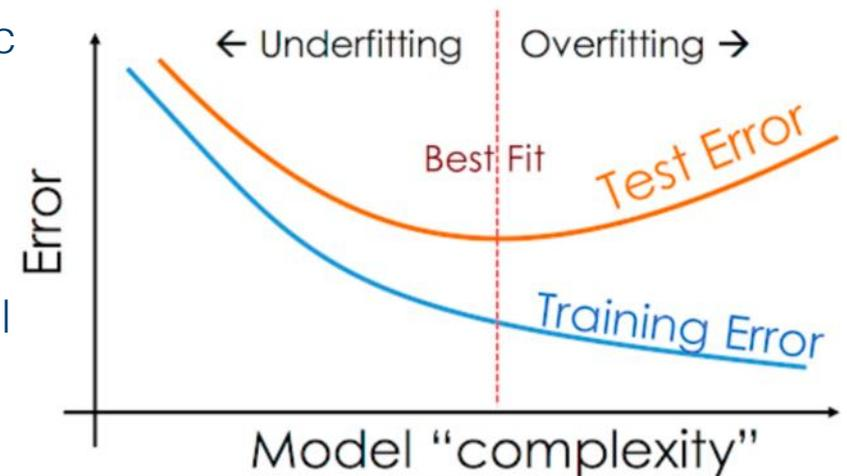 c
← Underfitting
Overfitting →
Best Fit
Test Error
Error
l
Training Error
Model “complexity”